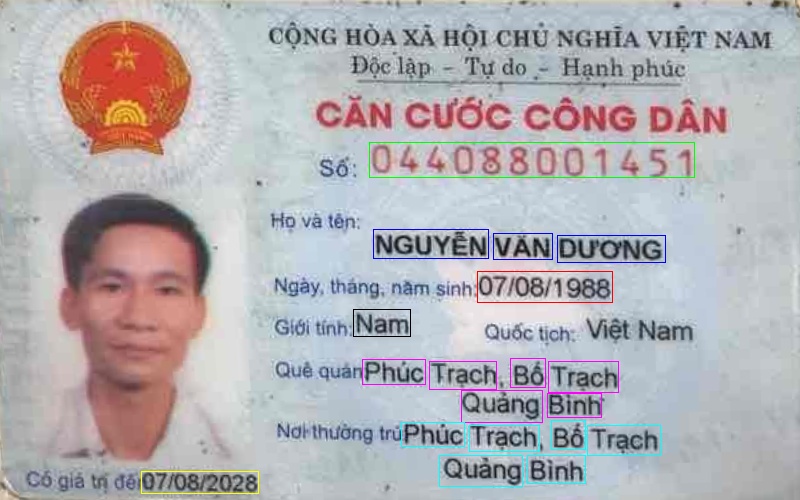 CỘNG HÒA XÃ HỘI CHỦ NGHĨA VIỆT NAM
Độc lập - Tự do - Hạnh phúc
CĂN CƯỚC CÔNG DÂN
Số: 044088001451
Họ và tên:
NGUYỄN VĂN DƯƠNG
Ngày, tháng, năm sinh: 07/08/1988
Giới tính: Nam Quốc tịch: Việt Nam
Quê quán Phúc Trạch, Bố Trạch
Quảng Bình
Nơi thường trú Phúc Trạch, Bố Trạch
Quảng Bình
Có giá trị đến 07/08/2028